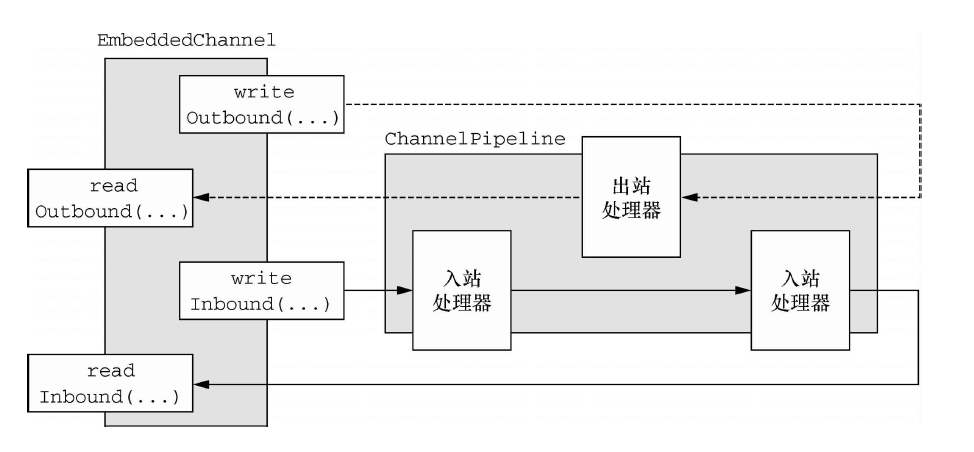 EmbeddedChannel
write
Outbound(...)
ChannelPipeline
出站
处理器
read
Outbound(...)
write
Inbound(...)
入站
处理器
入站
处理器
read
Inbound(...)